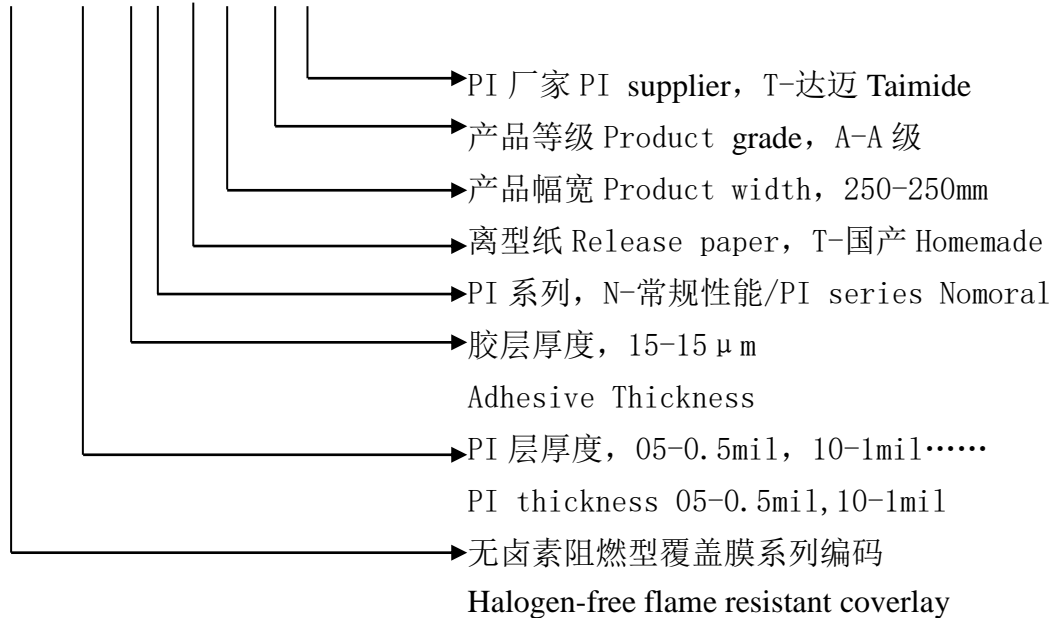 PI 厂家 PI supplier，T-达迈 Taimide
产品等级 Product grade，A-A 级
产品幅宽 Product width，250-250mm
离型纸 Release paper，T-国产 Homemade
PI 系列，N-常规性能/PI series Nomoral
胶层厚度，15-15μm
Adhesive Thickness
PI 层厚度，05-0.5mil，10-1mil……
PI thickness 05-0.5mil,10-1mil
无卤素阻燃型覆盖膜系列编码
Halogen-free flame resistant coverlay